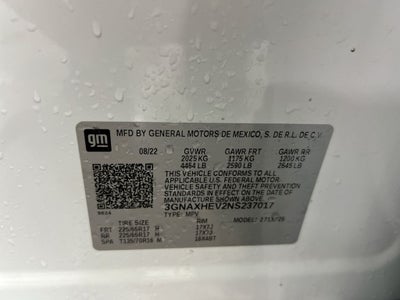 gm
MFD BY GENERAL MOTORS DE MEXICO, S. DE R.L. DE C.V.
08/22 GVWR GAWR FRT GAWR RR
2025 KG 1175 KG 1200 KG
4464 LB 2590 LB 2645 LB
THIS VEHICLE CONFORMS TO ALL APPLICABLE
U.S. FEDERAL MOTOR VEHICLE SAFETY,
BUMPER, AND THEFT PREVENTION
STANDARDS IN EFFECT ON THE DATE
OF MANUFACTURE SHOWN ABOVE.
3GNAXHEV2NS237017
TYPE: MPV
TIRE SIZE RIM
FRT 225/65R17 H 17X7J
RR 225/65R17 H 17X7J
SPA T135/70R16 M 16X4BT